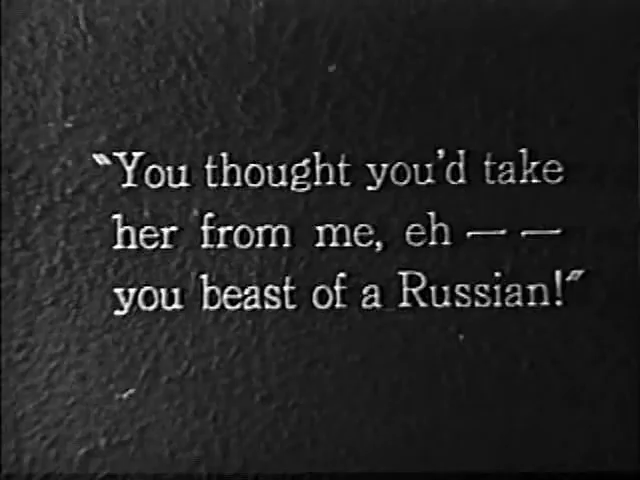 "You thought you'd take
her from me, eh — —
you beast of a Russian!"